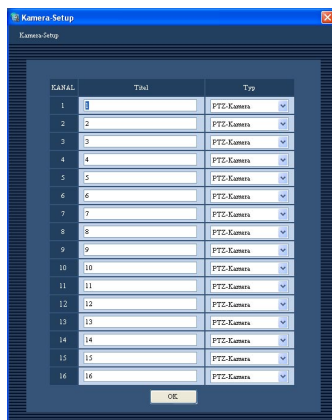 Kamera-Setup
Kamera-Setup
KANAL Titel Typ
1 1 PTZ-Kamera
2 2 PTZ-Kamera
3 3 PTZ-Kamera
4 4 PTZ-Kamera
5 5 PTZ-Kamera
6 6 PTZ-Kamera
7 7 PTZ-Kamera
8 8 PTZ-Kamera
9 9 PTZ-Kamera
10 10 PTZ-Kamera
11 11 PTZ-Kamera
12 12 PTZ-Kamera
13 13 PTZ-Kamera
14 14 PTZ-Kamera
15 15 PTZ-Kamera
16 16 PTZ-Kamera
OK